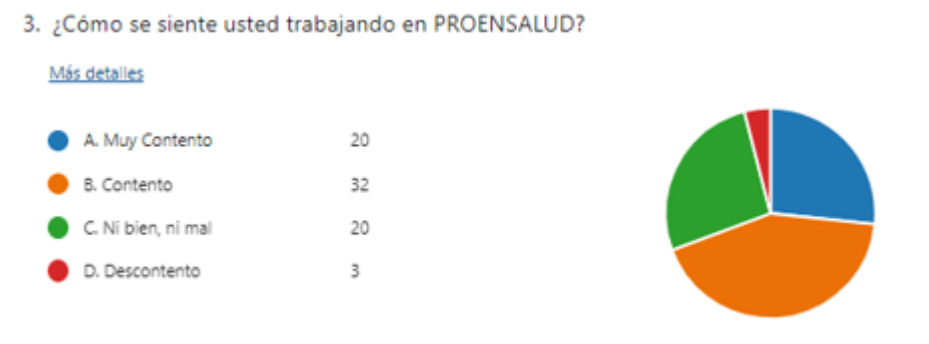 3. ¿Cómo se siente usted trabajando en PROENSALUD?
Más detalles
A. Muy Contento 20
B. Contento 32
C. Ni bien, ni mal 20
D. Descontento 3